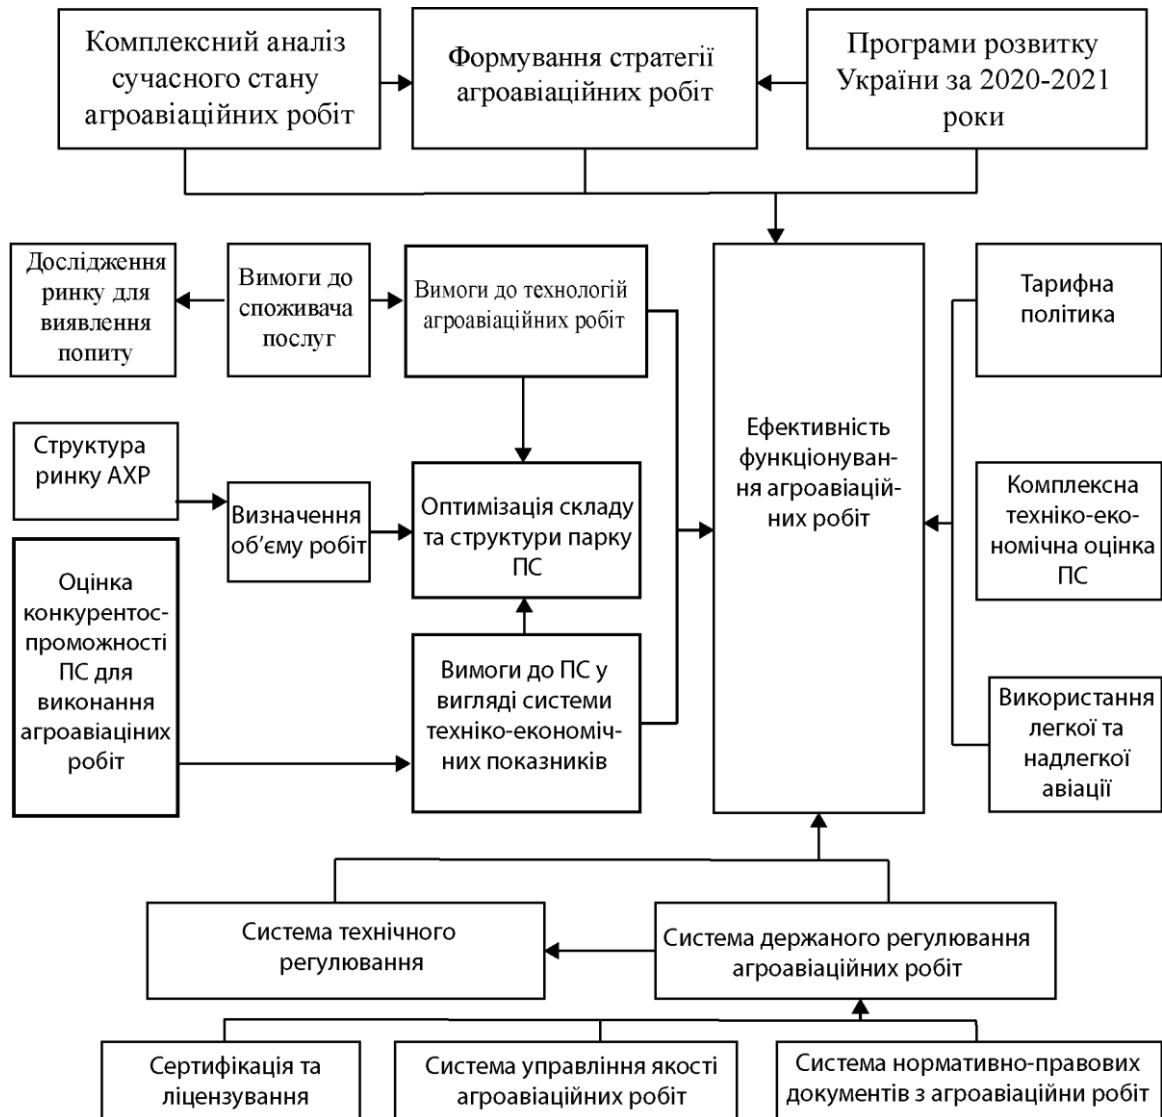 Комплексний аналіз
сучасного стану
агроавіаційних робіт
Формування стратегії
агроавіаційних робіт
Програми розвитку
України за 2020-2021
роки
Дослідження
ринку для
виявлення
попиту
Вимоги до
споживача
послуг
Вимоги до технологій
агроавіаційних робіт
Тарифна
політика
Структура
ринку АХР
Визначення
об’єму робіт
Оптимізація складу
та структури парку
ПС
Ефективність
функціонуван-
ня агроавіацій-
них робіт
Комплексна
техніко-еко-
номічна оцінка
ПС
Оцінка
конкурентос-
проможності
ПС для
виконання
агроавіаціних
робіт
Вимоги до ПС у
вигляді системи
техніко-економіч-
них показників
Використання
легкої та
надлегкої
авіації
Система технічного
регулювання
Система держаного регулювання
агроавіаційних робіт
Сертифікація та
ліцензування
Система управління якості
агроавіаційних робіт
Система нормативно-правових
документів з агроавіаційни робіт